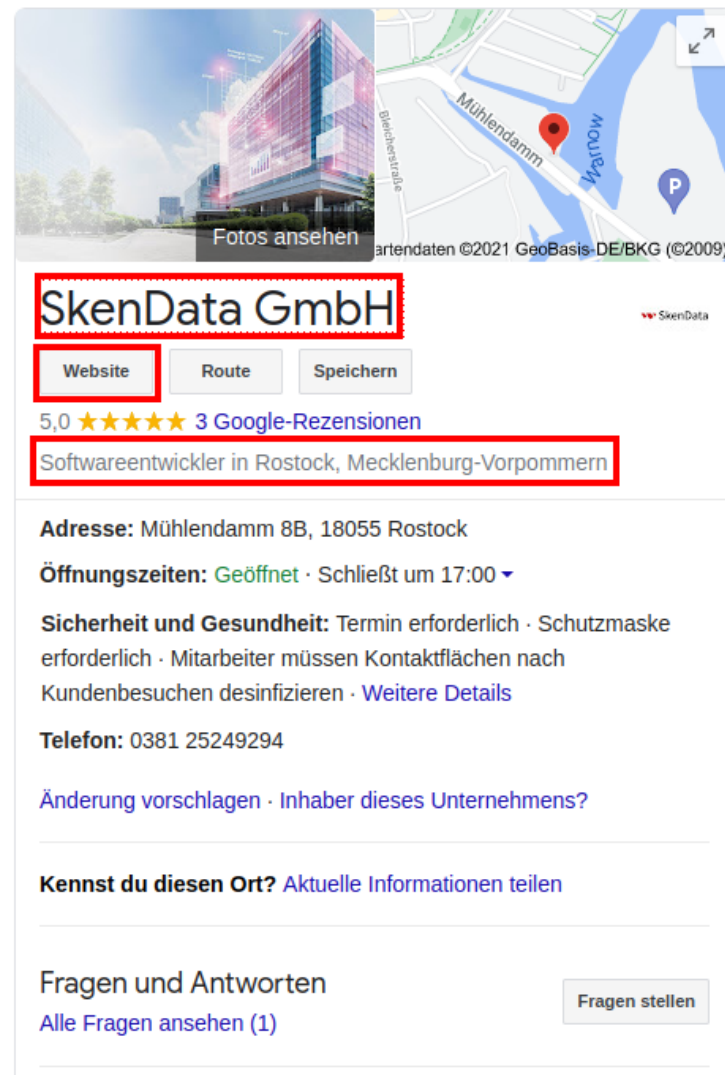 Fotos ansehen
Mühlendamm
Bleicherstraße
Warnow
P
artendaten ©2021 GeoBasis-DE/BKG (©2009)
SkenData GmbH
SkenData
Website Route Speichern
5,0 ★★★★★ 3 Google-Rezensionen
Softwareentwickler in Rostock, Mecklenburg-Vorpommern
Adresse: Mühlendamm 8B, 18055 Rostock
Öffnungszeiten: Geöffnet · Schließt um 17:00
Sicherheit und Gesundheit: Termin erforderlich · Schutzmaske
erforderlich · Mitarbeiter müssen Kontaktflächen nach
Kundenbesuchen desinfizieren · Weitere Details
Telefon: 0381 25249294
Änderung vorschlagen · Inhaber dieses Unternehmens?
Kennst du diesen Ort? Aktuelle Informationen teilen
Fragen und Antworten
Fragen stellen
Alle Fragen ansehen (1)